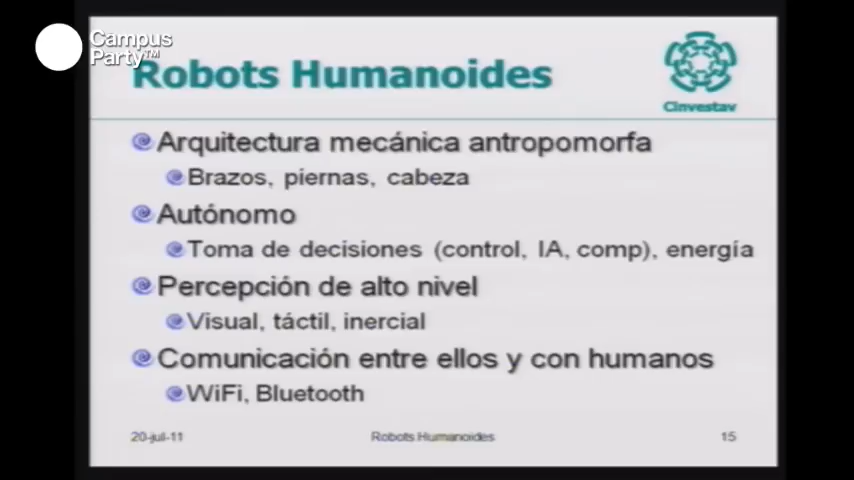 Campus
Party™
Robots Humanoides
Cinvestav
Arquitectura mecánica antropomorfa
Brazos, piernas, cabeza
Autónomo
Toma de decisiones (control, IA, comp), energía
Percepción de alto nivel
Visual, táctil, inercial
Comunicación entre ellos y con humanos
WiFi, Bluetooth
20-jul-11
Robots Humanoides
15